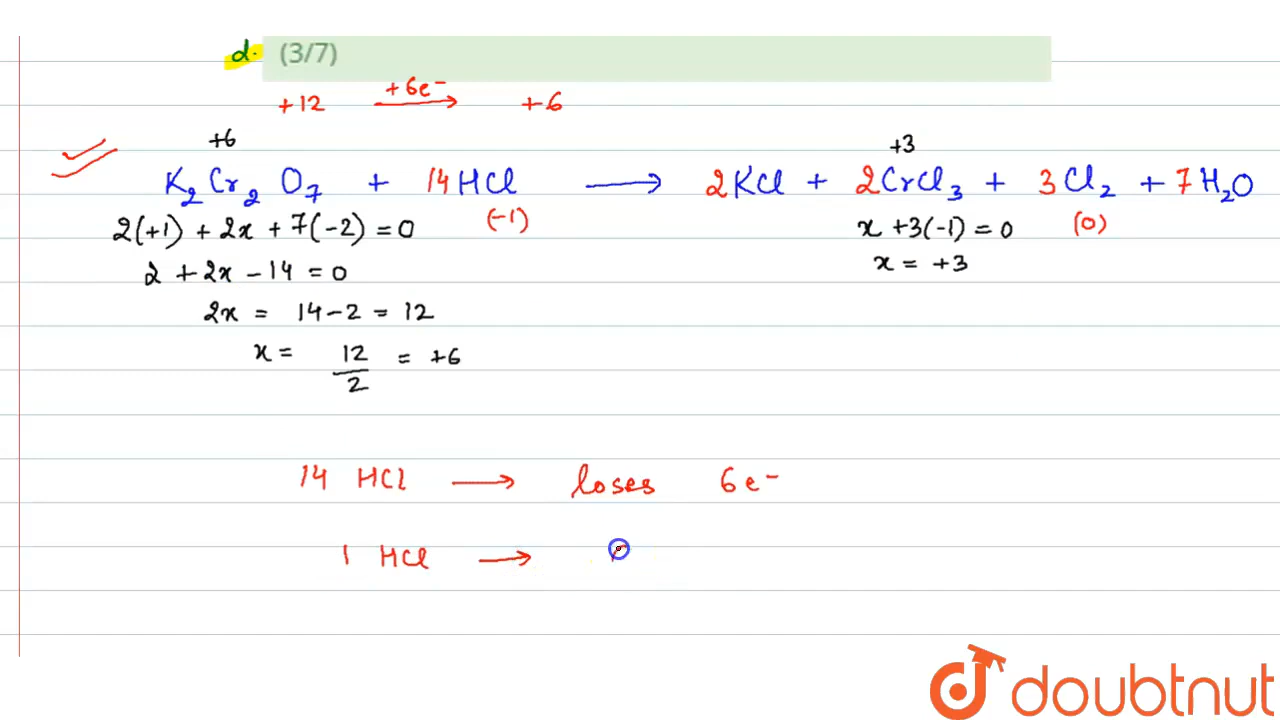 d. (3/7)
+12 +6e⁻ → +6
+6 +3
K₂Cr₂O₇ + 14HCl → 2KCl + 2CrCl₃ + 3Cl₂ + 7H₂O
2(+1) + 2x + 7(-2) = 0 (-1) x + 3(-1) = 0 (0)
2 + 2x - 14 = 0 x = +3
2x = 14 - 2 = 12
x = 12/2 = +6
14 HCl → loses 6e⁻
1 HCl →
doubtnut